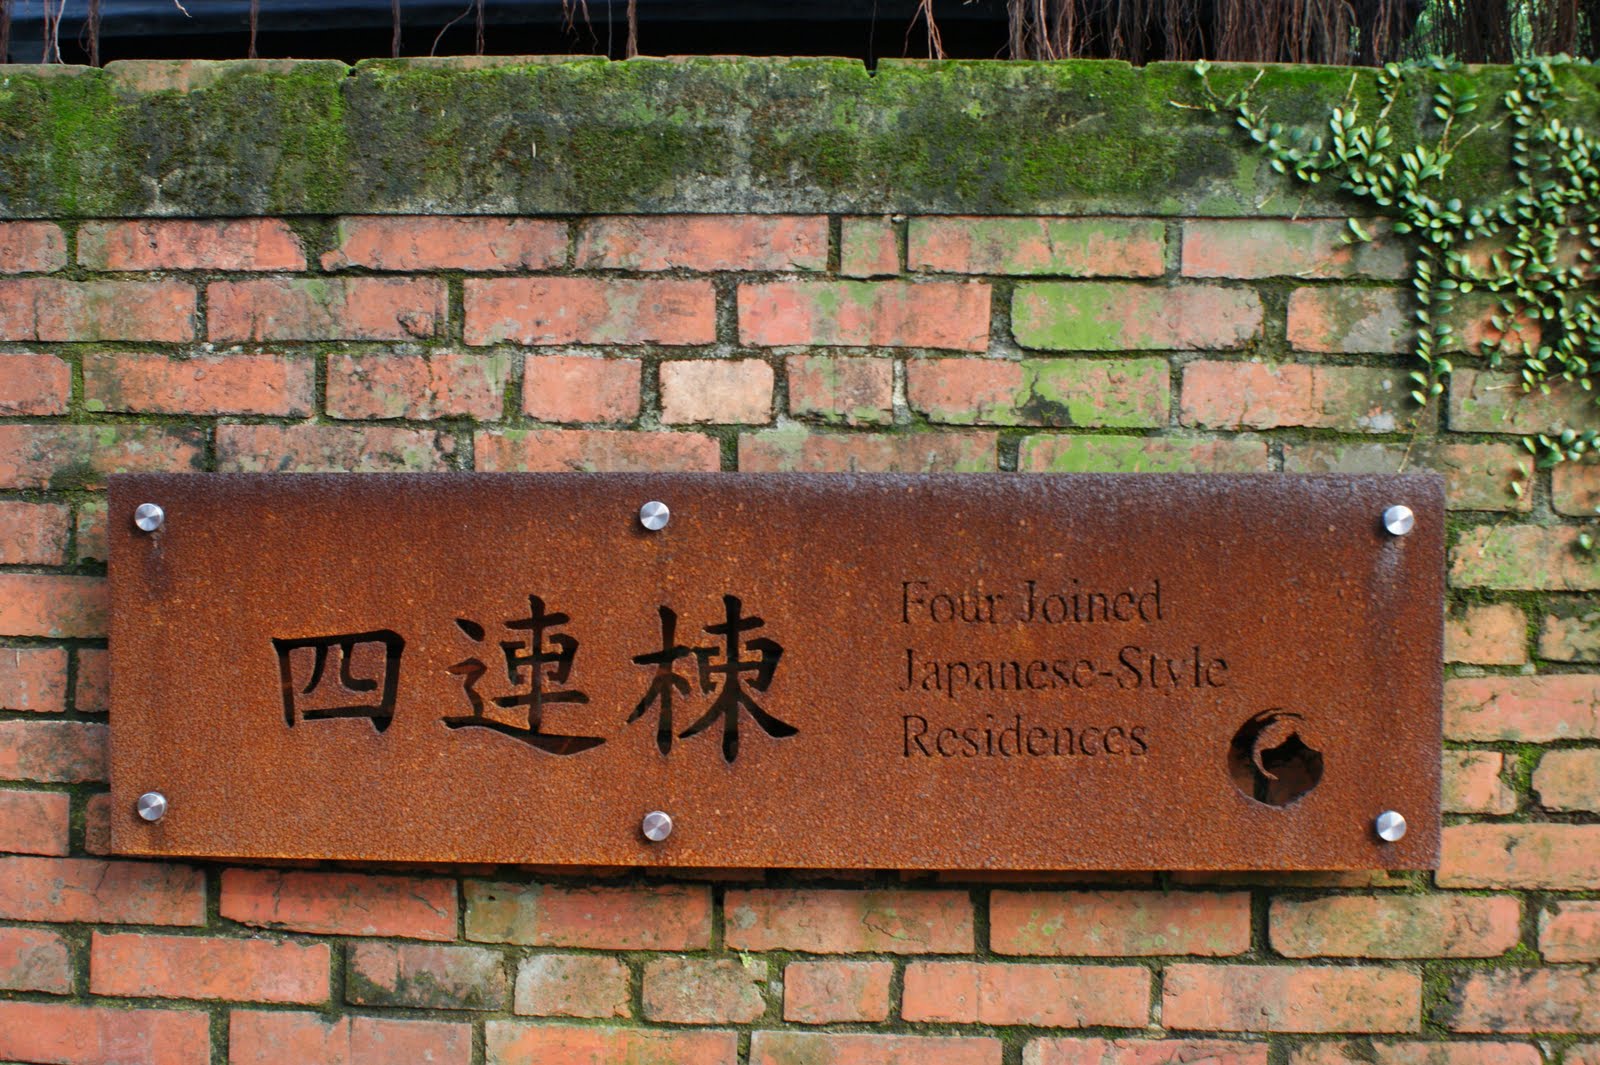 四連棟
Four Joined
Japanese-Style
Residences